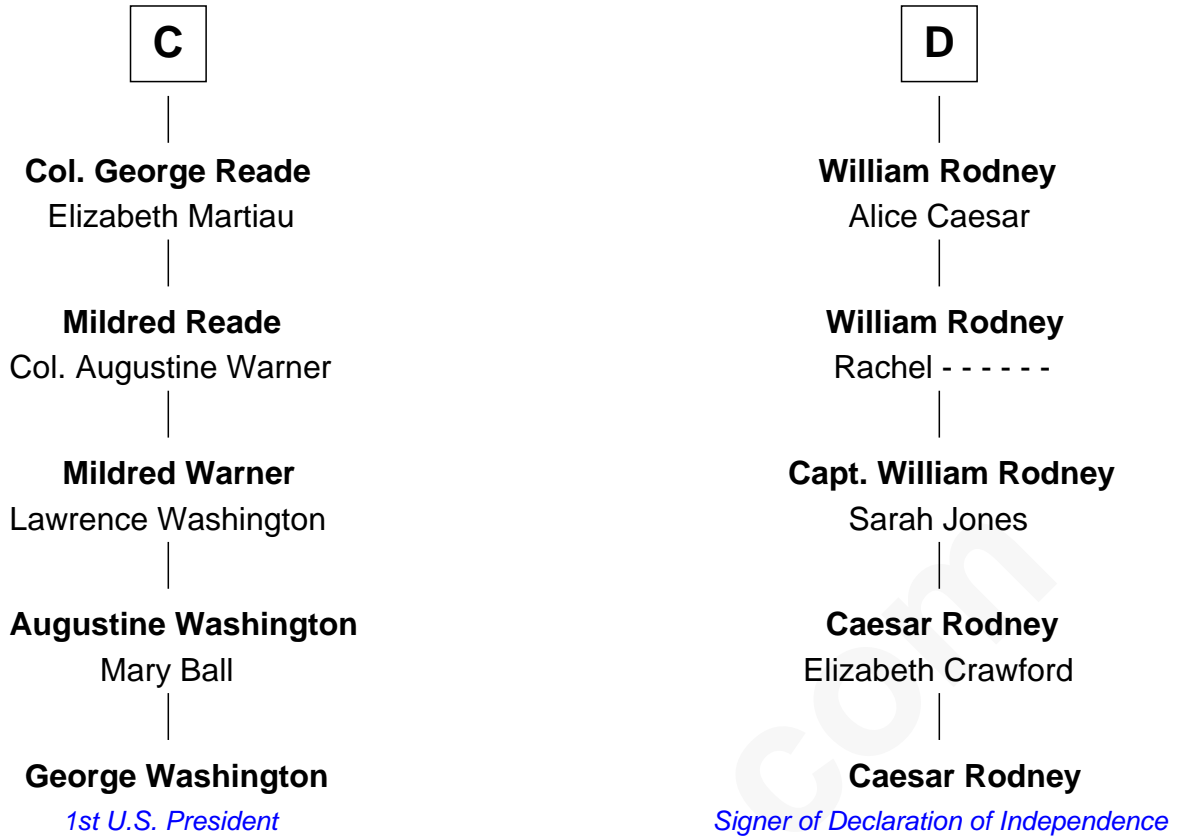 C
Col. George Reade
Elizabeth Martiau
Mildred Reade
Col. Augustine Warner
Mildred Warner
Lawrence Washington
Augustine Washington
Mary Ball
George Washington
1st U.S. President
D
William Rodney
Alice Caesar
William Rodney
Rachel - - - - - -
Capt. William Rodney
Sarah Jones
Caesar Rodney
Elizabeth Crawford
Caesar Rodney
Signer of Declaration of Independence
com